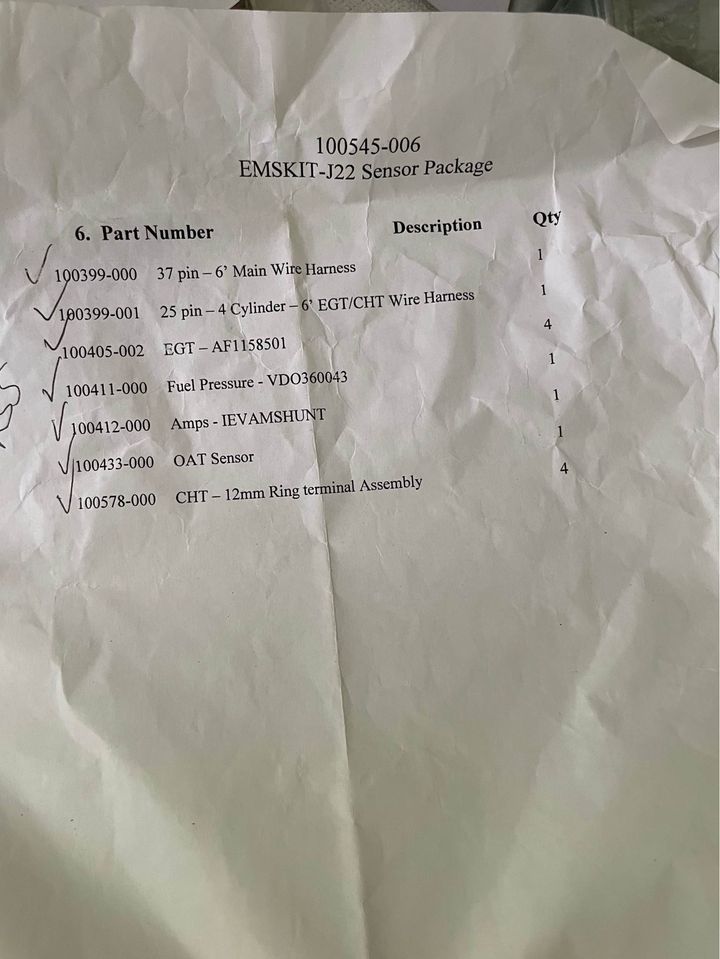 100545-006
EMSKIT-J22 Sensor Package
6. Part Number Description Qty
100399-000 37 pin – 6' Main Wire Harness 1
100399-001 25 pin – 4 Cylinder – 6' EGT/CHT Wire Harness 1
100405-002 EGT – AF1158501 4
100411-000 Fuel Pressure - VDO360043 1
100412-000 Amps - IEVAMSHUNT 1
100433-000 OAT Sensor 1
100578-000 CHT – 12mm Ring terminal Assembly 4